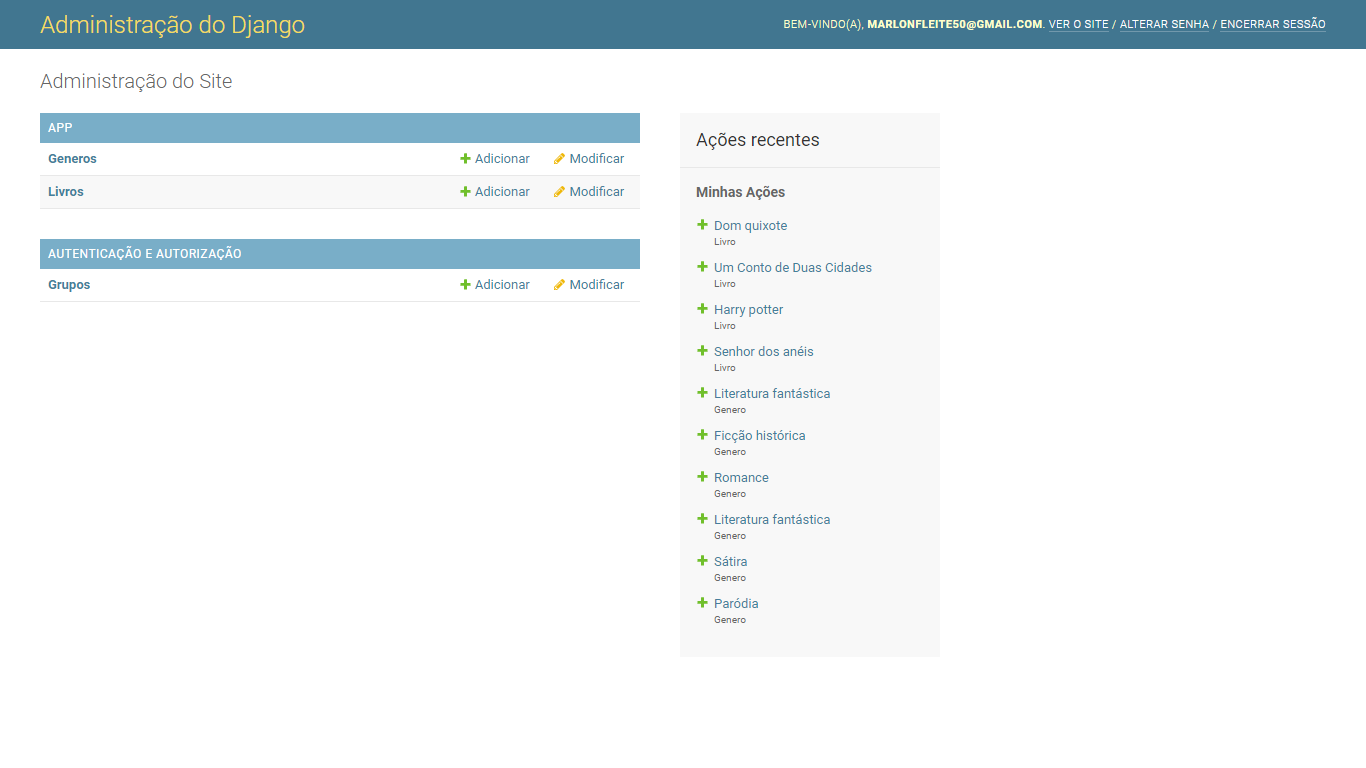 Administração do Django
BEM-VINDO(A), MARLONFLEITE50@GMAIL.COM. VER O SITE / ALTERAR SENHA / ENCERRAR SESSÃO
Administração do Site
APP
Generos Adicionar Modificar
Livros Adicionar Modificar
AUTENTICAÇÃO E AUTORIZAÇÃO
Grupos Adicionar Modificar
Ações recentes
Minhas Ações
Dom quixote
Livro
Um Conto de Duas Cidades
Livro
Harry potter
Livro
Senhor dos anéis
Livro
Literatura fantástica
Genero
Ficção histórica
Genero
Romance
Genero
Literatura fantástica
Genero
Sátira
Genero
Paródia
Genero